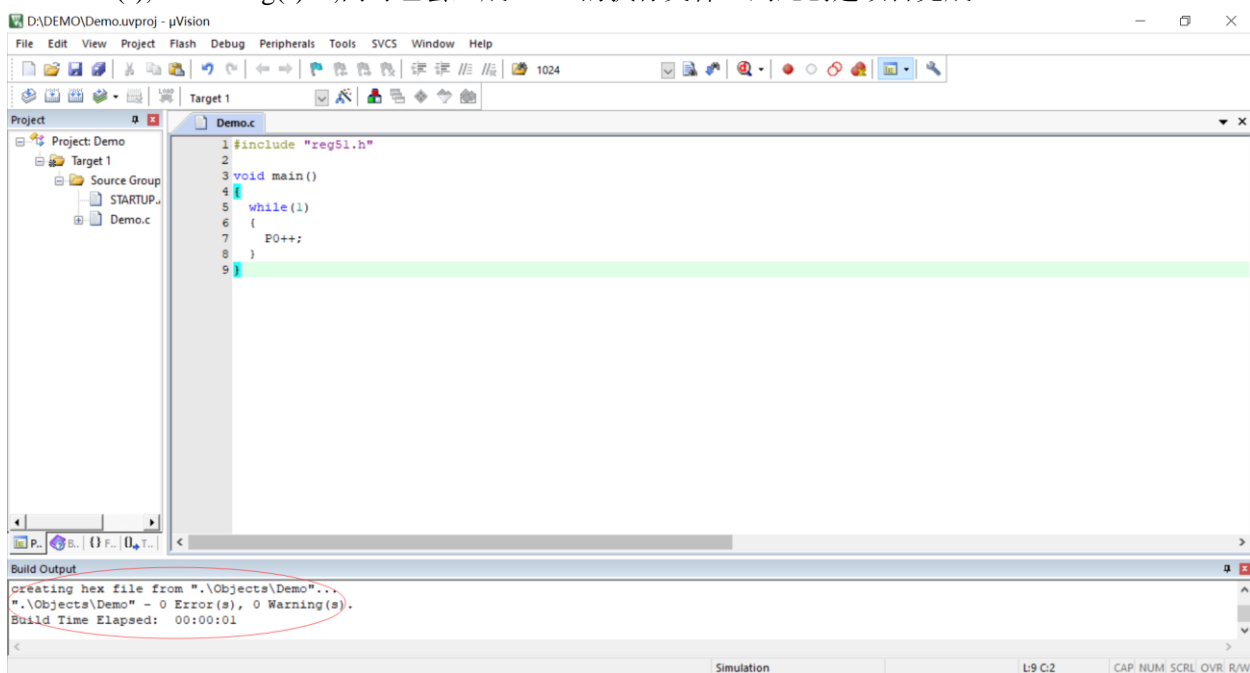 D:\DEMO\Demo.uvproj - µVision
File Edit View Project Flash Debug Peripherals Tools SVCS Window Help
1024
Target 1
Project
Demo.c
Project: Demo
Target 1
Source Group
STARTUP.
Demo.c
1 #include "reg51.h"
2
3 void main()
4 {
5 while(1)
6 {
7 P0++;
8 }
9 }
P... B... {} F... T...
Build Output
creating hex file from ".\Objects\Demo"...
".\Objects\Demo" - 0 Error(s), 0 Warning(s).
Build Time Elapsed: 00:00:01
Simulation L:9 C:2 CAP NUM SCRL OVR R/W